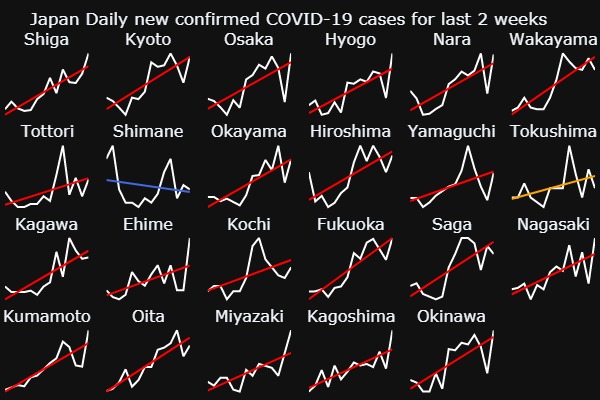 Japan Daily new confirmed COVID-19 cases for last 2 weeks
Shiga Kyoto Osaka Hyogo Nara Wakayama
Tottori Shimane Okayama Hiroshima Yamaguchi Tokushima
Kagawa Ehime Kochi Fukuoka Saga Nagasaki
Kumamoto Oita Miyazaki Kagoshima Okinawa